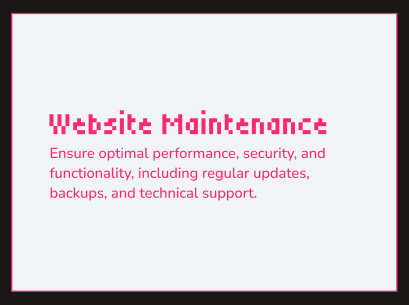 Website Maintenance
Ensure optimal performance, security, and
functionality, including regular updates,
backups, and technical support.